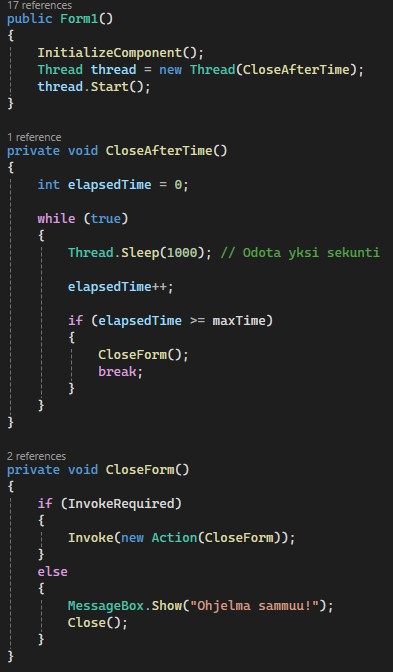 17 references
public Form1()
{
InitializeComponent();
Thread thread = new Thread(CloseAfterTime);
thread.Start();
}
1 reference
private void CloseAfterTime()
{
int elapsedTime = 0;
while (true)
{
Thread.Sleep(1000); // Odota yksi sekunti
elapsedTime++;
if (elapsedTime >= maxTime)
{
CloseForm();
break;
}
}
}
2 references
private void CloseForm()
{
if (InvokeRequired)
{
Invoke(new Action(CloseForm));
}
else
{
MessageBox.Show("Ohjelma sammuu!");
Close();
}
}